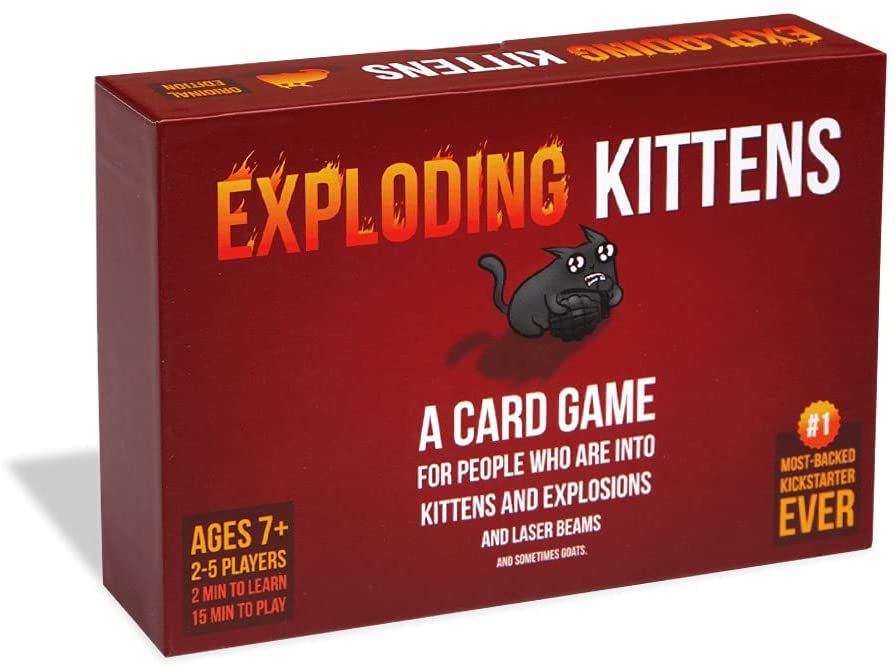 EXPLODING KITTENS
ORIGINAL EDITION
EXPLODING KITTENS
A CARD GAME
FOR PEOPLE WHO ARE INTO
KITTENS AND EXPLOSIONS
AND LASER BEAMS
AND SOMETIMES GOATS.
AGES 7+
2-5 PLAYERS
2 MIN TO LEARN
15 MIN TO PLAY
#1
MOST-BACKED
KICKSTARTER
EVER